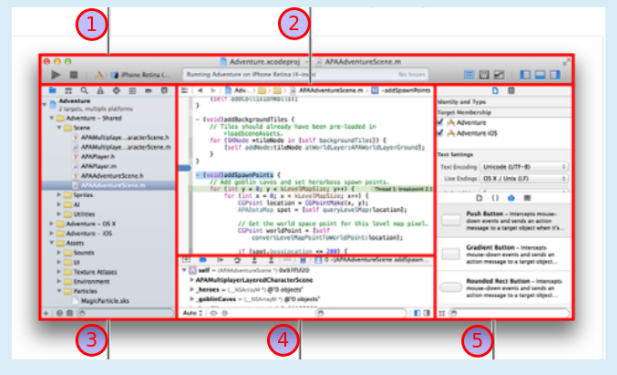 1
2
Adventure.xcodeproj — APAAdventureScene.m
iPhone Retina (...
Running Adventure on iPhone Retina (4-inch)
No Issues
Adv...
APAAdventureScene.m
-addSpawnPoints
Adventure
2 targets, multiple platforms
Adventure - Shared
Scene
APAMultiplaye...aracterScene.h
APAMultiplaye...aracterScene.m
APAPlayer.h
APAPlayer.m
APAAdventureScene.h
APAAdventureScene.m
Sprites
AI
Utilities
Adventure - OS X
Adventure - iOS
Assets
Sounds
UI
Texture Atlases
Environment
Particles
MagicParticle.sks
[self addCollisionWalls];
}
- (void)addBackgroundTiles {
// Tiles should already have been pre-loaded in
+loadSceneAssets.
for (SKNode *tileNode in [self backgroundTiles]) {
[self addNode:tileNode atWorldLayer:APAWorldLayerGround];
}
}
- (void)addSpawnPoints {
// Add goblin caves and set hero/boss spawn points.
for (int y = 0; y < kLevelMapSize; y++) {
Thread 1: breakpoint 2.1
for (int x = 0; x < kLevelMapSize; x++) {
CGPoint location = CGPointMake(x, y);
APADataMap spot = [self queryLevelMap:location];
// Get the world space point for this level map pixel.
CGPoint worldPoint = [self
convertLevelMapPointToWorldPoint:location];
if (spot.bossLocation <= 200) {
0 -[APAAdventureScene addSpawn...
self = (APAAdventureScene *)
APAMultiplayerLayeredCharacterScene
_heroes = (__NSArrayM *) @"0 objects"
_goblinCaves = (__NSArrayM *) @"0 objects"
Auto
Identity and Type
Target Membership
Adventure
Adventure iOS
Text Settings
Text Encoding Unicode (UTF-8)
Line Endings OS X / Unix (LF)
Push Button - Intercepts mouse-
down events and sends an action
message to a target object when it's...
Gradient Button - Intercepts
mouse-down events and sends an
action message to a target object...
Rounded Rect Button - Intercepts
mouse-down events and sends an
action message to a target object...
3
4
5